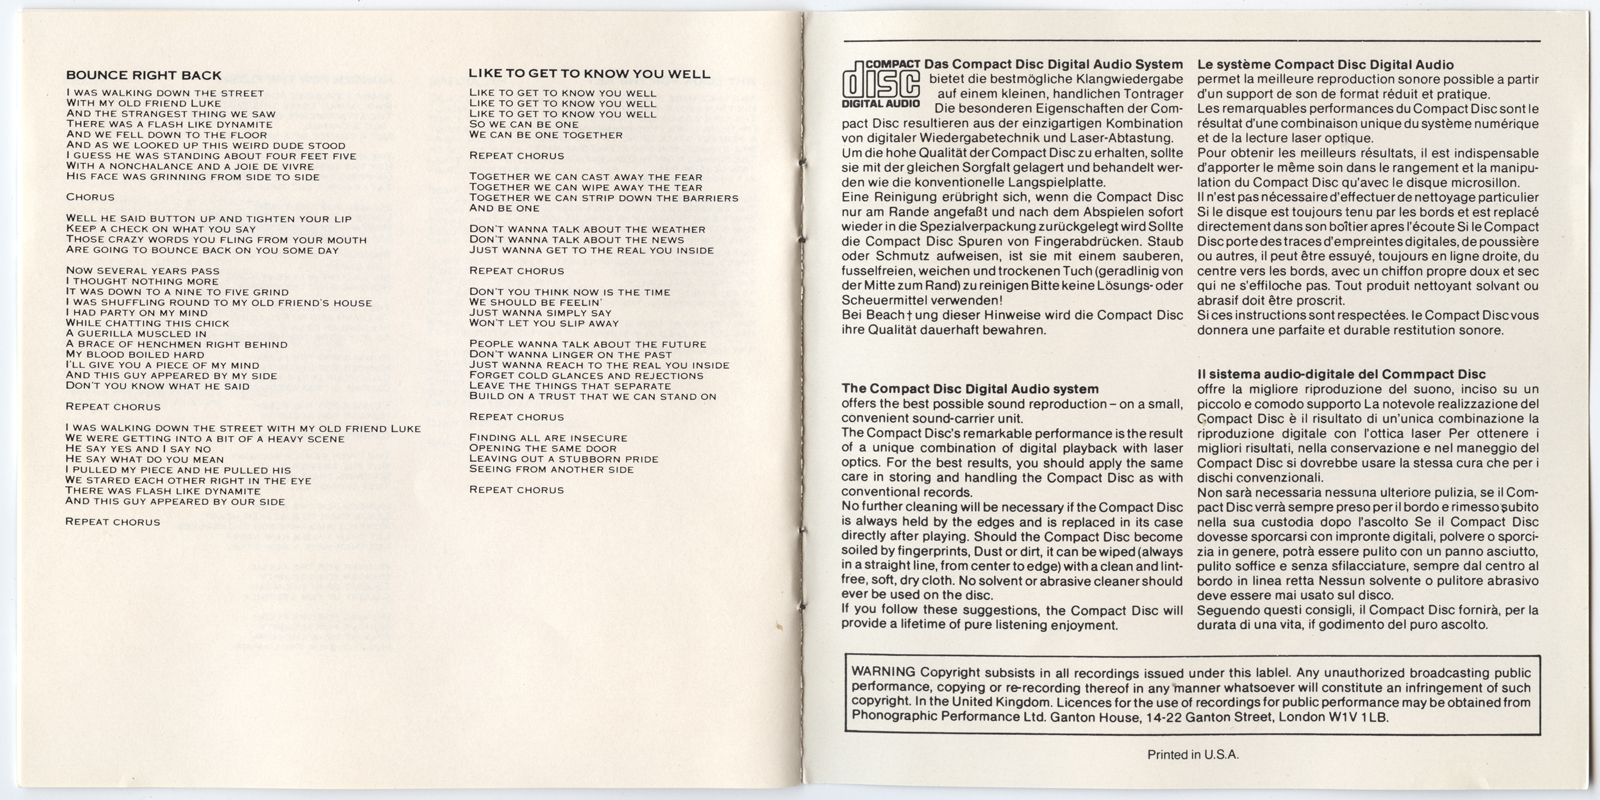 BOUNCE RIGHT BACK
I WAS WALKING DOWN THE STREET
WITH MY OLD FRIEND LUKE
AND THE STRANGEST THING WE SAW
THERE WAS A FLASH LIKE DYNAMITE
AND WE FELL DOWN TO THE FLOOR
AND AS WE LOOKED UP THIS WEIRD DUDE STOOD
I GUESS HE WAS STANDING ABOUT FOUR FEET FIVE
WITH A NONCHALANCE AND A JOIE DE VIVRE
HIS FACE WAS GRINNING FROM SIDE TO SIDE
CHORUS
WELL HE SAID BUTTON UP AND TIGHTEN YOUR LIP
KEEP A CHECK ON WHAT YOU SAY
THOSE CRAZY WORDS YOU FLING FROM YOUR MOUTH
ARE GOING TO BOUNCE BACK ON YOU SOME DAY
NOW SEVERAL YEARS PASS
I THOUGHT NOTHING MORE
IT WAS DOWN TO A NINE TO FIVE GRIND
I WAS SHUFFLING ROUND TO MY OLD FRIEND'S HOUSE
I HAD PARTY ON MY MIND
WHILE CHATTING THIS CHICK
A GUERILLA MUSCLED IN
A BRACE OF HENCHMEN RIGHT BEHIND
MY BLOOD BOILED HARD
I'LL GIVE YOU A PIECE OF MY MIND
AND THIS GUY APPEARED BY MY SIDE
DON'T YOU KNOW WHAT HE SAID
REPEAT CHORUS
I WAS WALKING DOWN THE STREET WITH MY OLD FRIEND LUKE
WE WERE GETTING INTO A BIT OF A HEAVY SCENE
HE SAY YES AND I SAY NO
HE SAY WHAT DO YOU MEAN
I PULLED MY PIECE AND HE PULLED HIS
WE STARED EACH OTHER RIGHT IN THE EYE
THERE WAS FLASH LIKE DYNAMITE
AND THIS GUY APPEARED BY OUR SIDE
REPEAT CHORUS
LIKE TO GET TO KNOW YOU WELL
LIKE TO GET TO KNOW YOU WELL
LIKE TO GET TO KNOW YOU WELL
LIKE TO GET TO KNOW YOU WELL
SO WE CAN BE ONE
WE CAN BE ONE TOGETHER
REPEAT CHORUS
TOGETHER WE CAN CAST AWAY THE FEAR
TOGETHER WE CAN WIPE AWAY THE TEAR
TOGETHER WE CAN STRIP DOWN THE BARRIERS
AND BE ONE
DON'T WANNA TALK ABOUT THE WEATHER
DON'T WANNA TALK ABOUT THE NEWS
JUST WANNA GET TO THE REAL YOU INSIDE
REPEAT CHORUS
DON'T YOU THINK NOW IS THE TIME
WE SHOULD BE FEELIN'
JUST WANNA SIMPLY SAY
WON'T LET YOU SLIP AWAY
PEOPLE WANNA TALK ABOUT THE FUTURE
DON'T WANNA LINGER ON THE PAST
JUST WANNA REACH TO THE REAL YOU INSIDE
FORGET COLD GLANCES AND REJECTIONS
LEAVE THE THINGS THAT SEPARATE
BUILD ON A TRUST THAT WE CAN STAND ON
REPEAT CHORUS
FINDING ALL ARE INSECURE
OPENING THE SAME DOOR
LEAVING OUT A STUBBORN PRIDE
SEEING FROM ANOTHER SIDE
REPEAT CHORUS
COMPACT
disc
DIGITAL AUDIO
Das Compact Disc Digital Audio System
bietet die bestmögliche Klangwiedergabe
auf einem kleinen, handlichen Tontrager
Die besonderen Eigenschaften der Com-
pact Disc resultieren aus der einzigartigen Kombination
von digitaler Wiedergabetechnik und Laser-Abtastung.
Um die hohe Qualität der Compact Disc zu erhalten, sollte
sie mit der gleichen Sorgfalt gelagert und behandelt wer-
den wie die konventionelle Langspielplatte.
Eine Reinigung erübrigt sich, wenn die Compact Disc
nur am Rande angefaßt und nach dem Abspielen sofort
wieder in die Spezialverpackung zurückgelegt wird Sollte
die Compact Disc Spuren von Fingerabdrücken. Staub
oder Schmutz aufweisen, ist sie mit einem sauberen,
fusselfreien, weichen und trockenen Tuch (geradlinig von
der Mitte zum Rand) zu reinigen Bitte keine Lösungs- oder
Scheuermittel verwenden!
Bei Beach† ung dieser Hinweise wird die Compact Disc
ihre Qualität dauerhaft bewahren.
The Compact Disc Digital Audio system
offers the best possible sound reproduction – on a small,
convenient sound-carrier unit.
The Compact Disc's remarkable performance is the result
of a unique combination of digital playback with laser
optics. For the best results, you should apply the same
care in storing and handling the Compact Disc as with
conventional records.
No further cleaning will be necessary if the Compact Disc
is always held by the edges and is replaced in its case
directly after playing. Should the Compact Disc become
soiled by fingerprints, Dust or dirt, it can be wiped (always
in a straight line, from center to edge) with a clean and lint-
free, soft, dry cloth. No solvent or abrasive cleaner should
ever be used on the disc.
If you follow these suggestions, the Compact Disc will
provide a lifetime of pure listening enjoyment.
Le système Compact Disc Digital Audio
permet la meilleure reproduction sonore possible a partir
d'un support de son de format réduit et pratique.
Les remarquables performances du Compact Disc sont le
résultat d'une combinaison unique du système numérique
et de la lecture laser optique.
Pour obtenir les meilleurs résultats, il est indispensable
d'apporter le même soin dans le rangement et la manipu-
lation du Compact Disc qu'avec le disque microsillon.
Il n'est pas nécessaire d'effectuer de nettoyage particulier
Si le disque est toujours tenu par les bords et est replacé
directement dans son boîtier apres l'écoute Si le Compact
Disc porte des traces d'empreintes digitales, de poussière
ou autres, il peut être essuyé, toujours en ligne droite, du
centre vers les bords, avec un chiffon propre doux et sec
qui ne s'effiloche pas. Tout produit nettoyant solvant ou
abrasif doit être proscrit.
Si ces instructions sont respectées. le Compact Disc vous
donnera une parfaite et durable restitution sonore.
Il sistema audio-digitale del Commpact Disc
offre la migliore riproduzione del suono, inciso su un
piccolo e comodo supporto La notevole realizzazione del
Compact Disc è il risultato di un'unica combinazione la
riproduzione digitale con l'ottica laser Per ottenere i
migliori risultati, nella conservazione e nel maneggio del
Compact Disc si dovrebbe usare la stessa cura che per i
dischi convenzionali.
Non sarà necessaria nessuna ulteriore pulizia, se il Com-
pact Disc verrà sempre preso per il bordo e rimesso subito
nella sua custodia dopo l'ascolto Se il Compact Disc
dovesse sporcarsi con impronte digitali, polvere o sporci-
zia in genere, potrà essere pulito con un panno asciutto,
pulito soffice e senza sfilacciature, sempre dal centro al
bordo in linea retta Nessun solvente o pulitore abrasivo
deve essere mai usato sul disco.
Seguendo questi consigli, il Compact Disc fornirà, per la
durata di una vita, if godimento del puro ascolto.
WARNING Copyright subsists in all recordings issued under this lablel. Any unauthorized broadcasting public
performance, copying or re-recording thereof in any manner whatsoever will constitute an infringement of such
copyright. In the United Kingdom. Licences for the use of recordings for public performance may be obtained from
Phonographic Performance Ltd. Ganton House, 14-22 Ganton Street, London W1V 1LB.
Printed in U.S.A.